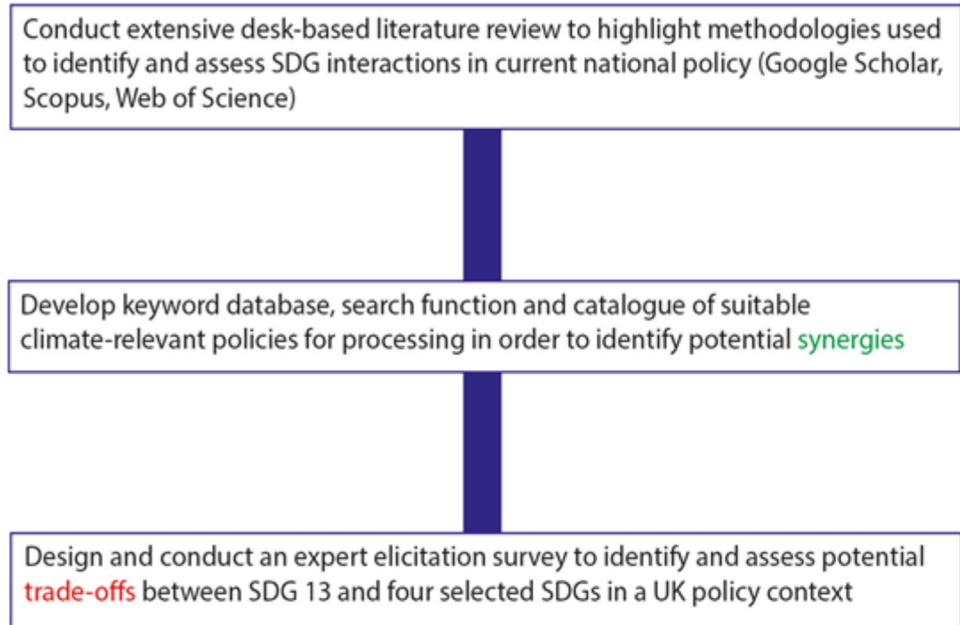 Conduct extensive desk-based literature review to highlight methodologies used
to identify and assess SDG interactions in current national policy (Google Scholar,
Scopus, Web of Science)
Develop keyword database, search function and catalogue of suitable
climate-relevant policies for processing in order to identify potential synergies
Design and conduct an expert elicitation survey to identify and assess potential
trade-offs between SDG 13 and four selected SDGs in a UK policy context